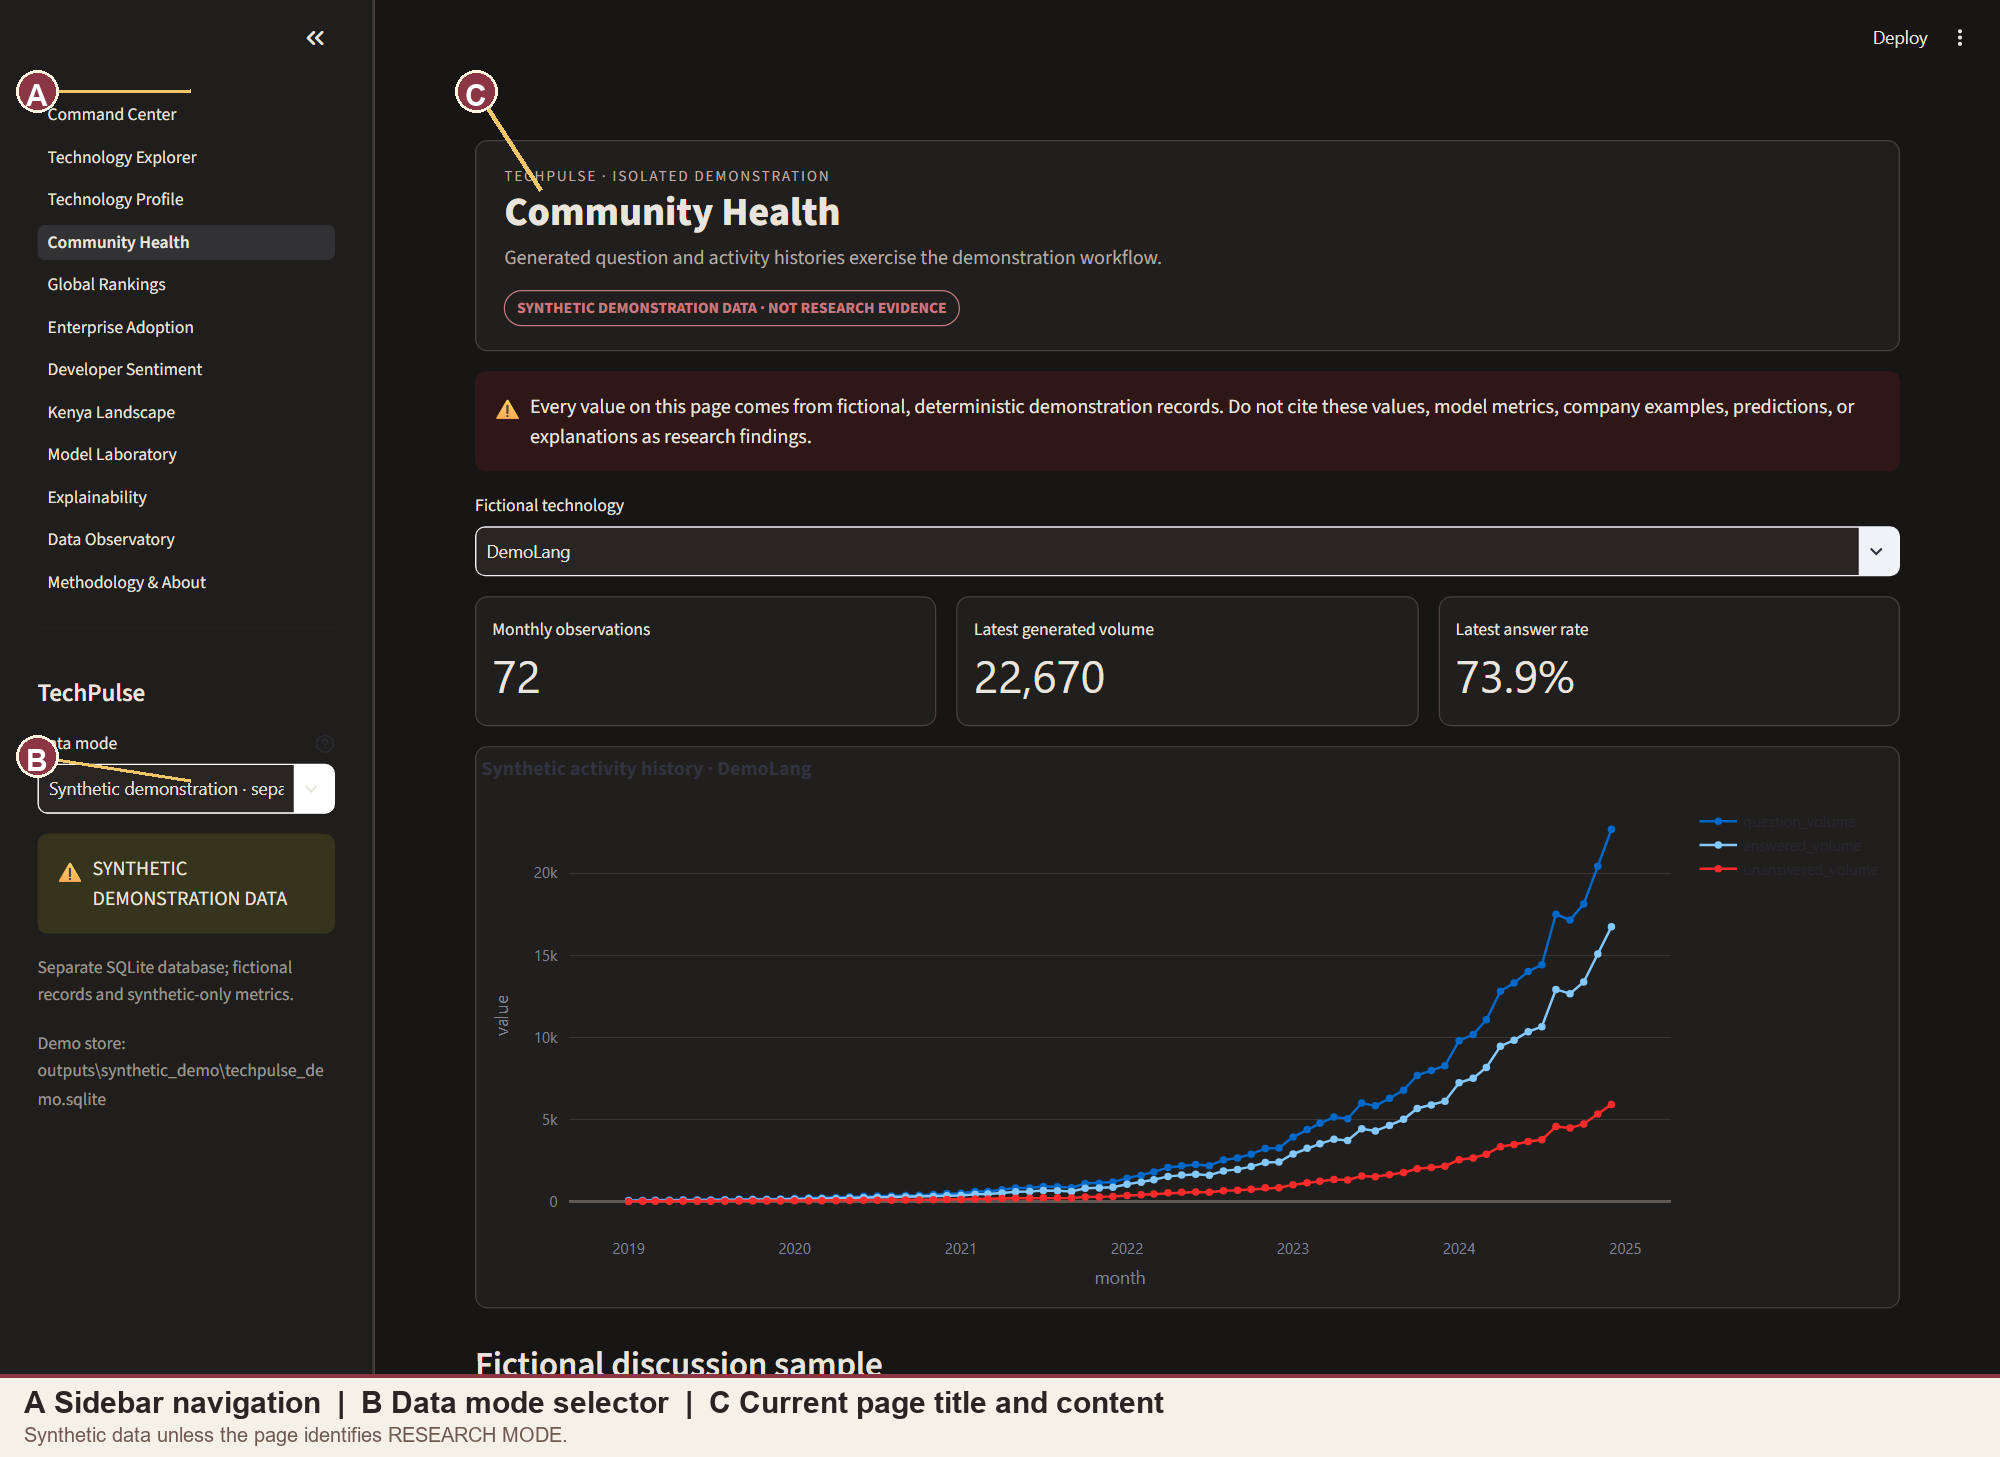 Deploy
A
Command Center
Technology Explorer
Technology Profile
Community Health
Global Rankings
Enterprise Adoption
Developer Sentiment
Kenya Landscape
Model Laboratory
Explainability
Data Observatory
Methodology & About
TechPulse
B
ta mode
Synthetic demonstration · sepa
SYNTHETIC
DEMONSTRATION DATA
Separate SQLite database; fictional
records and synthetic-only metrics.
Demo store:
outputs\synthetic_demo\techpulse_de
mo.sqlite
C
TECHPULSE · ISOLATED DEMONSTRATION
Community Health
Generated question and activity histories exercise the demonstration workflow.
SYNTHETIC DEMONSTRATION DATA · NOT RESEARCH EVIDENCE
Every value on this page comes from fictional, deterministic demonstration records. Do not cite these values, model metrics, company examples, predictions, or
explanations as research findings.
Fictional technology
DemoLang
Monthly observations
72
Latest generated volume
22,670
Latest answer rate
73.9%
Synthetic activity history · DemoLang
question_volume
answered_volume
unanswered_volume
20k
15k
10k
5k
0
value
2019 2020 2021 2022 2023 2024 2025
month
Fictional discussion sample
A Sidebar navigation | B Data mode selector | C Current page title and content
Synthetic data unless the page identifies RESEARCH MODE.